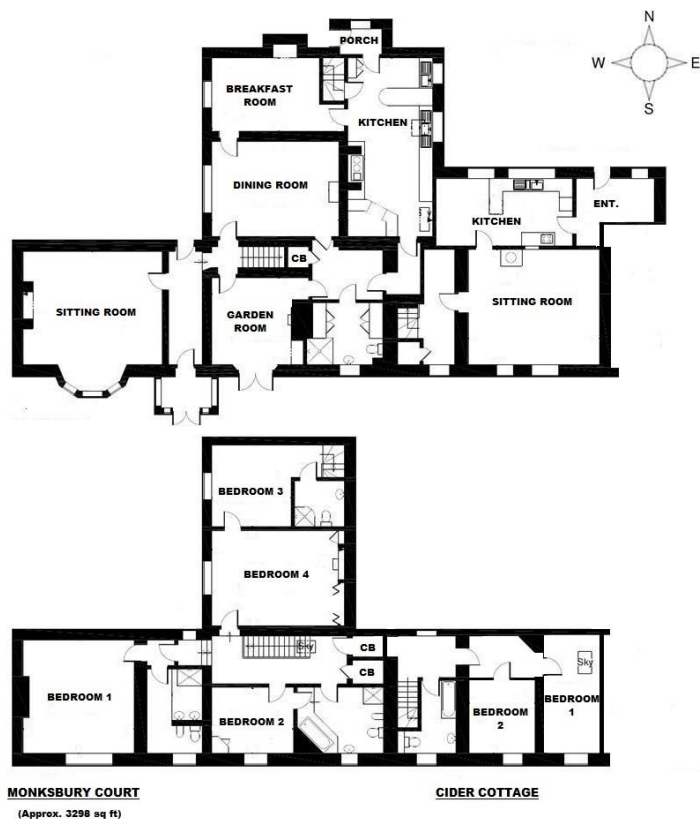 N
W E
S
PORCH
BREAKFAST
ROOM
KITCHEN
DINING ROOM
KITCHEN
ENT.
CB
SITTING ROOM
GARDEN
ROOM
SITTING ROOM
BEDROOM 3
BEDROOM 4
Sky
CB
CB
Sky
BEDROOM 1
BEDROOM 2
BEDROOM
2
BEDROOM
1
MONKSBURY COURT
CIDER COTTAGE
(Approx. 3298 sq ft)